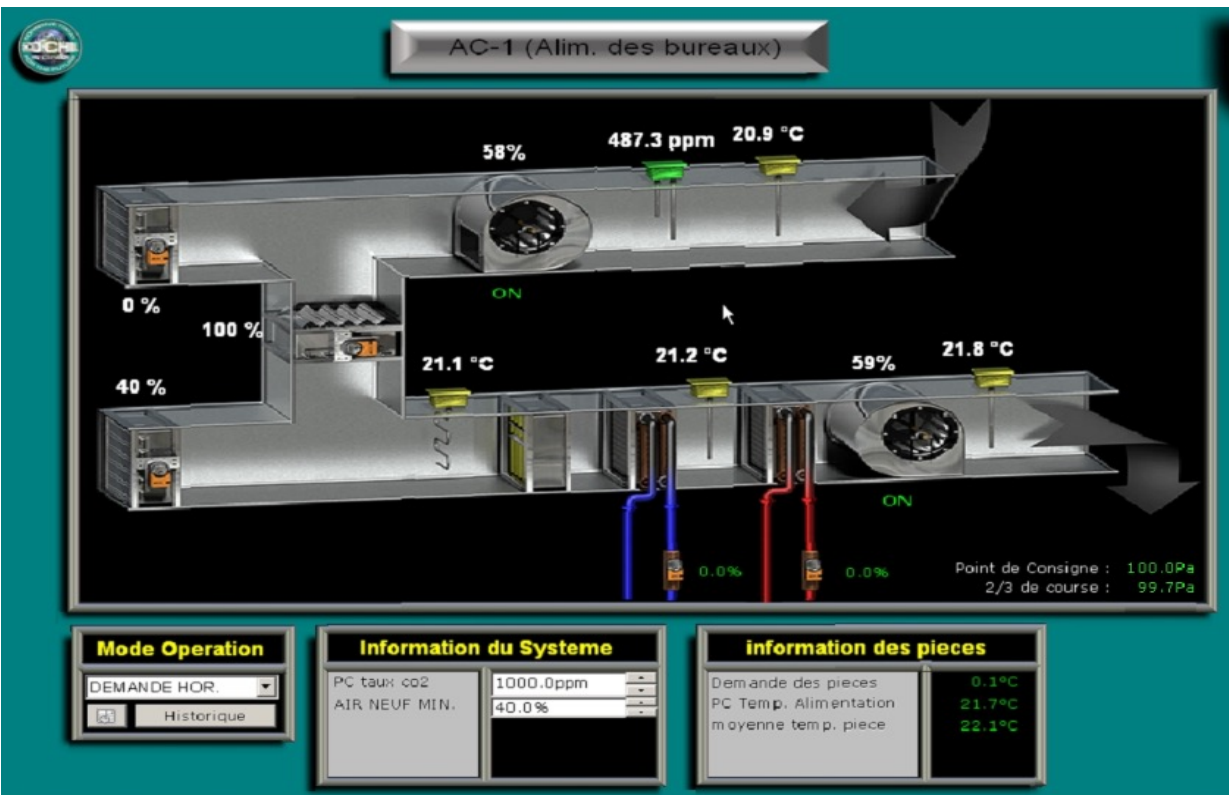 AC-1 (Alim. des bureaux)
58%
487.3 ppm
20.9 °C
ON
0 %
100 %
40 %
21.1 °C
21.2 °C
59%
21.8 °C
ON
0.0%
0.0%
Point de Consigne : 100.0Pa
2/3 de course : 99.7Pa
Mode Operation
DEMANDE HOR.
Historique
Information du Systeme
PC taux co2 1000.0ppm
AIR NEUF MIN. 40.0%
information des pieces
Demande des pieces 0.1°C
PC Temp. Alimentation 21.7°C
moyenne temp. piece 22.1°C